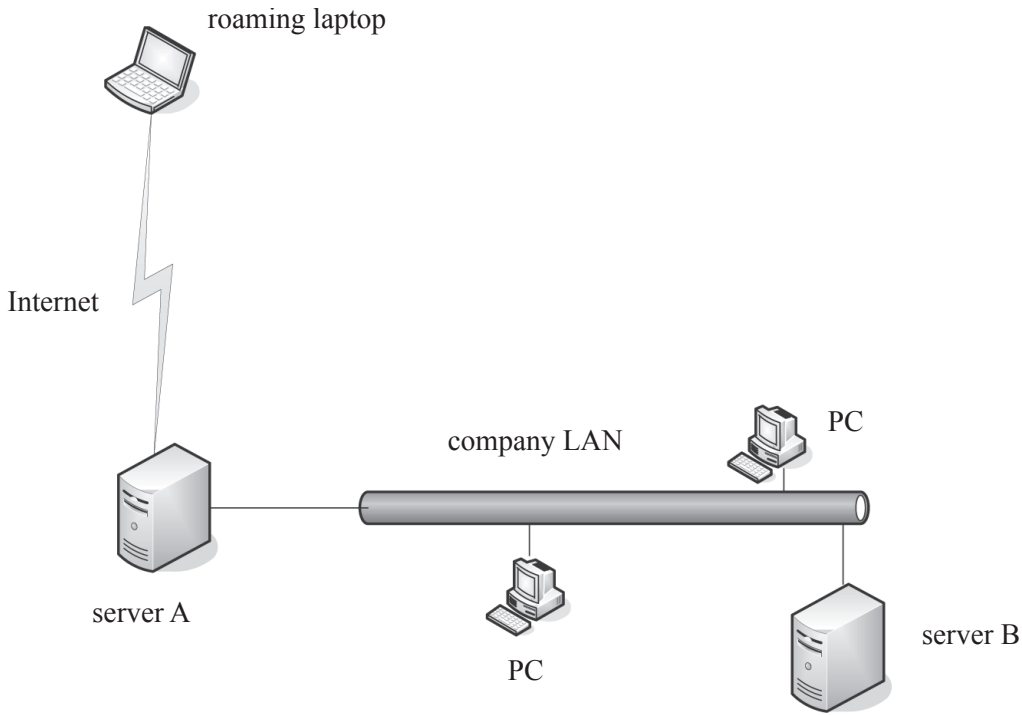 roaming laptop
Internet
company LAN
PC
server A
PC
server B